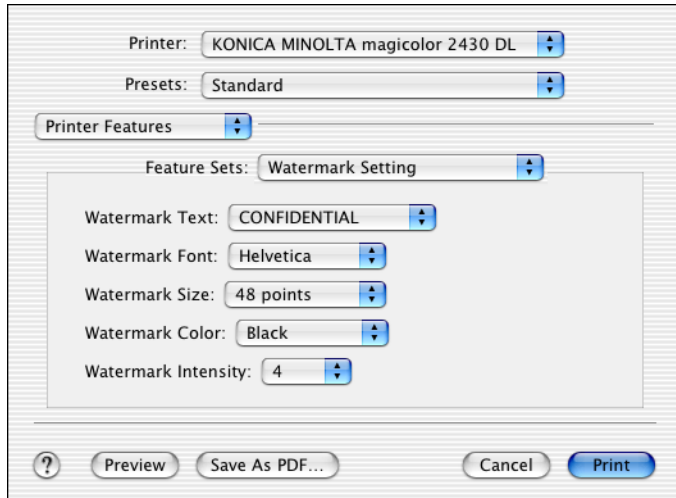 Printer: KONICA MINOLTA magicolor 2430 DL
Presets: Standard
Printer Features
Feature Sets: Watermark Setting
Watermark Text: CONFIDENTIAL
Watermark Font: Helvetica
Watermark Size: 48 points
Watermark Color: Black
Watermark Intensity: 4
? Preview Save As PDF... Cancel Print